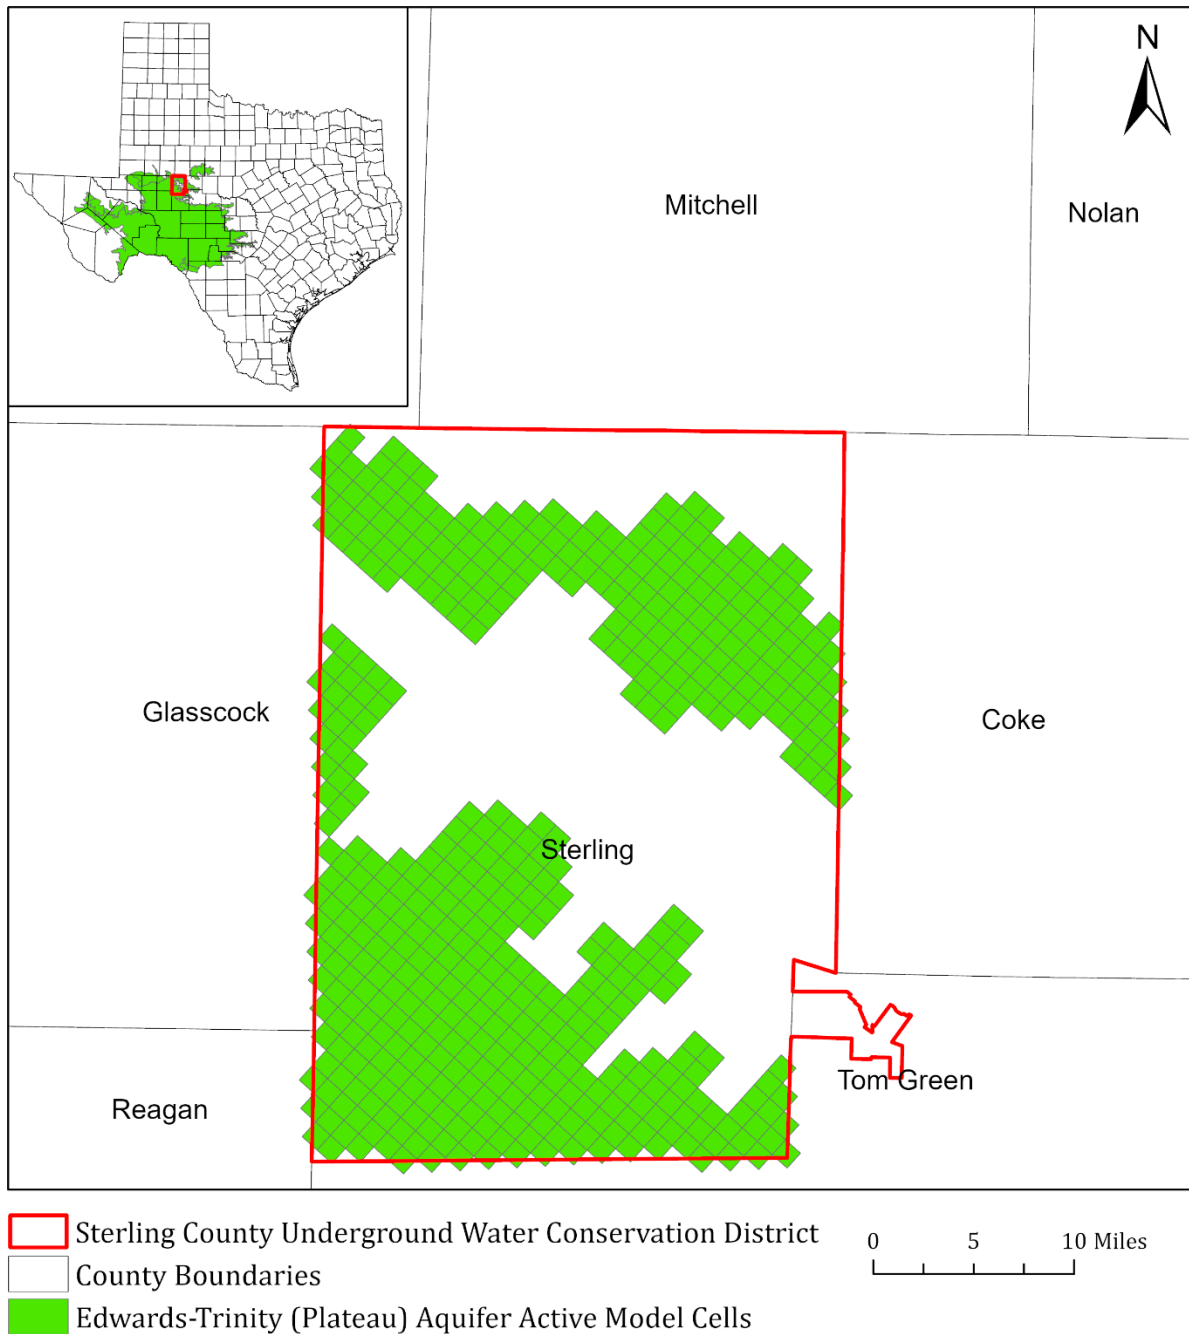 N
Mitchell
Nolan
Glasscock
Coke
Sterling
Tom Green
Reagan
Sterling County Underground Water Conservation District
County Boundaries
Edwards-Trinity (Plateau) Aquifer Active Model Cells
0 5 10 Miles